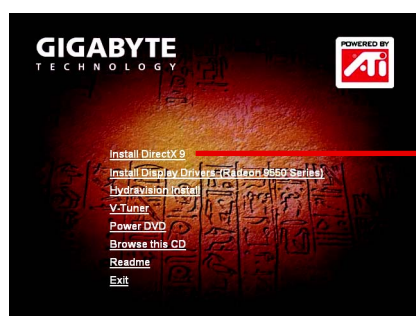 GIGABYTE
TECHNOLOGY
POWERED BY
ATi
Install DirectX 9
Install Display Drivers (Radeon 9550 Series)
Hydravision Install
V-Tuner
Power DVD
Browse this CD
Readme
Exit